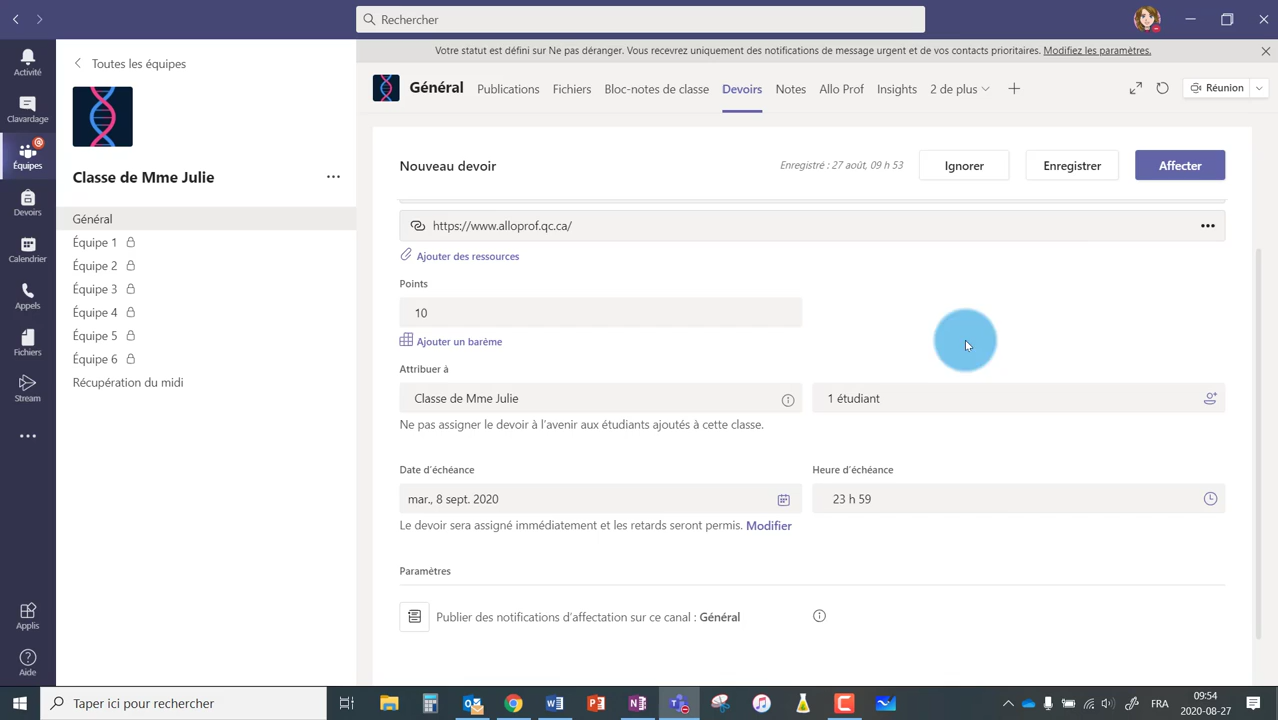 Rechercher
Votre statut est défini sur Ne pas déranger. Vous recevrez uniquement des notifications de message urgent et de vos contacts prioritaires. Modifiez les paramètres.
Activité
Clavardage
Équipes
Devoirs
Calendrier
Appels
Fichiers
Stream
Applis
Aide
Toutes les équipes
Classe de Mme Julie
Général
Équipe 1
Équipe 2
Équipe 3
Équipe 4
Équipe 5
Équipe 6
Récupération du midi
Général Publications Fichiers Bloc-notes de classe Devoirs Notes Allo Prof Insights 2 de plus Réunion
Nouveau devoir Enregistré : 27 août, 09 h 53 Ignorer Enregistrer Affecter
https://www.alloprof.qc.ca/
Ajouter des ressources
Points
10
Ajouter un barème
Attribuer à
Classe de Mme Julie 1 étudiant
Ne pas assigner le devoir à l'avenir aux étudiants ajoutés à cette classe.
Date d'échéance Heure d'échéance
mar., 8 sept. 2020 23 h 59
Le devoir sera assigné immédiatement et les retards seront permis. Modifier
Paramètres
Publier des notifications d'affectation sur ce canal : Général
Taper ici pour rechercher
FRA
09:54
2020-08-27